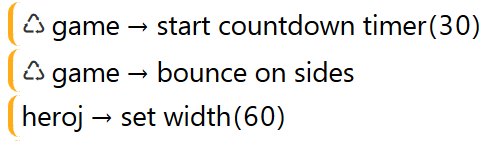 ♺ game → start countdown timer(30)
♺ game → bounce on sides
heroj → set width(60)